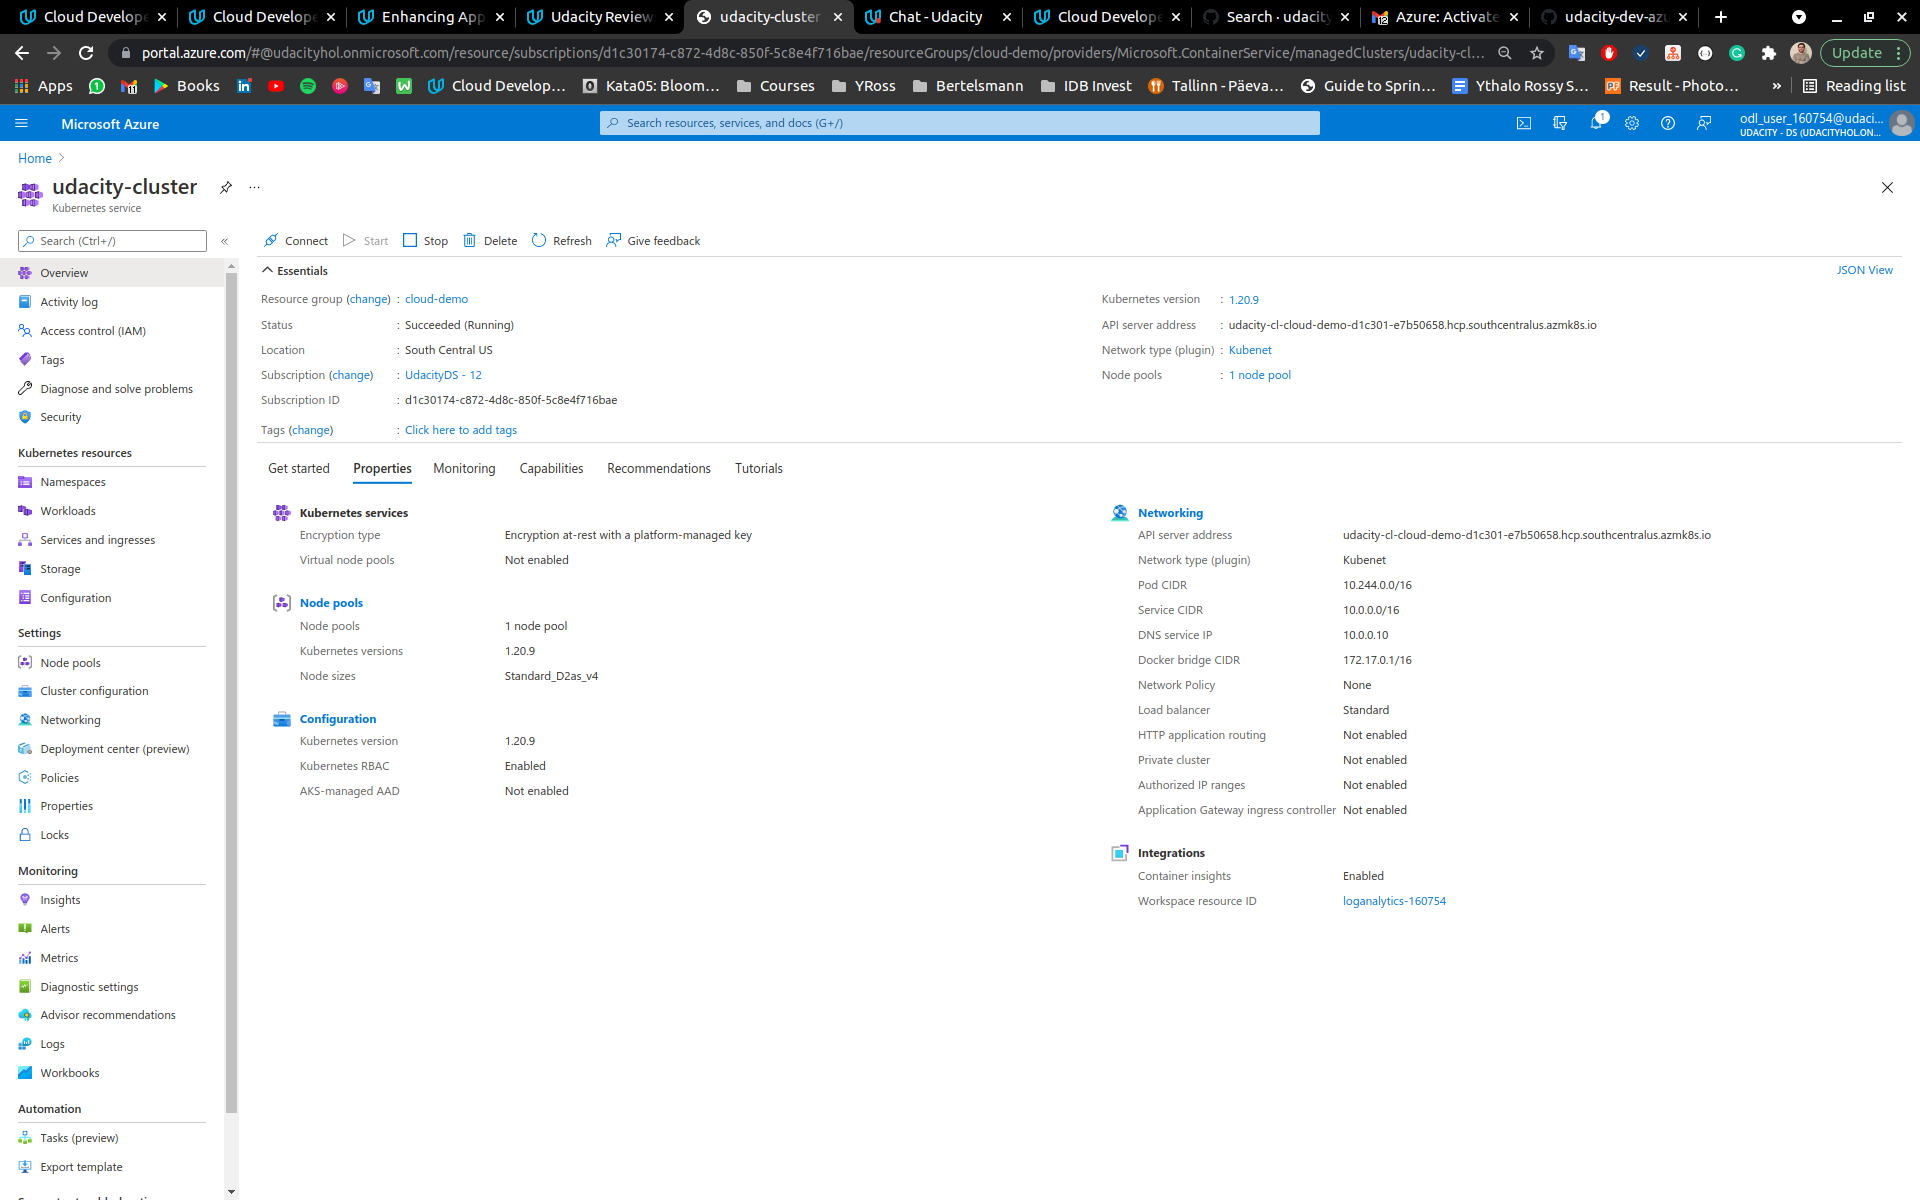 Cloud Develope
Cloud Develope
Enhancing App
Udacity Review
udacity-cluster
Chat - Udacity
Cloud Develope
Search · udacity
Azure: Activate
udacity-dev-azu
portal.azure.com/#@udacityhol.onmicrosoft.com/resource/subscriptions/d1c30174-c872-4d8c-850f-5c8e4f716bae/resourceGroups/cloud-demo/providers/Microsoft.ContainerService/managedClusters/udacity-cl...
Update
Apps
Books
Cloud Develop...
Kata05: Bloom...
Courses
YRoss
Bertelsmann
IDB Invest
Tallinn - Päeva...
Guide to Sprin...
Ythalo Rossy S...
Result - Photo...
»
Reading list
Microsoft Azure
Search resources, services, and docs (G+/)
1
odl_user_160754@udaci...
UDACITY - DS (UDACITYHOL.ON...
Home
udacity-cluster
Kubernetes service
Search (Ctrl+/)
«
Connect
Start
Stop
Delete
Refresh
Give feedback
Overview
Activity log
Access control (IAM)
Tags
Diagnose and solve problems
Security
Kubernetes resources
Namespaces
Workloads
Services and ingresses
Storage
Configuration
Settings
Node pools
Cluster configuration
Networking
Deployment center (preview)
Policies
Properties
Locks
Monitoring
Insights
Alerts
Metrics
Diagnostic settings
Advisor recommendations
Logs
Workbooks
Automation
Tasks (preview)
Export template
Essentials
JSON View
Resource group (change) : cloud-demo
Status : Succeeded (Running)
Location : South Central US
Subscription (change) : UdacityDS - 12
Subscription ID : d1c30174-c872-4d8c-850f-5c8e4f716bae
Tags (change) : Click here to add tags
Kubernetes version : 1.20.9
API server address : udacity-cl-cloud-demo-d1c301-e7b50658.hcp.southcentralus.azmk8s.io
Network type (plugin) : Kubenet
Node pools : 1 node pool
Get started
Properties
Monitoring
Capabilities
Recommendations
Tutorials
Kubernetes services
Encryption type Encryption at-rest with a platform-managed key
Virtual node pools Not enabled
Node pools
Node pools 1 node pool
Kubernetes versions 1.20.9
Node sizes Standard_D2as_v4
Configuration
Kubernetes version 1.20.9
Kubernetes RBAC Enabled
AKS-managed AAD Not enabled
Networking
API server address udacity-cl-cloud-demo-d1c301-e7b50658.hcp.southcentralus.azmk8s.io
Network type (plugin) Kubenet
Pod CIDR 10.244.0.0/16
Service CIDR 10.0.0.0/16
DNS service IP 10.0.0.10
Docker bridge CIDR 172.17.0.1/16
Network Policy None
Load balancer Standard
HTTP application routing Not enabled
Private cluster Not enabled
Authorized IP ranges Not enabled
Application Gateway ingress controller Not enabled
Integrations
Container insights Enabled
Workspace resource ID loganalytics-160754